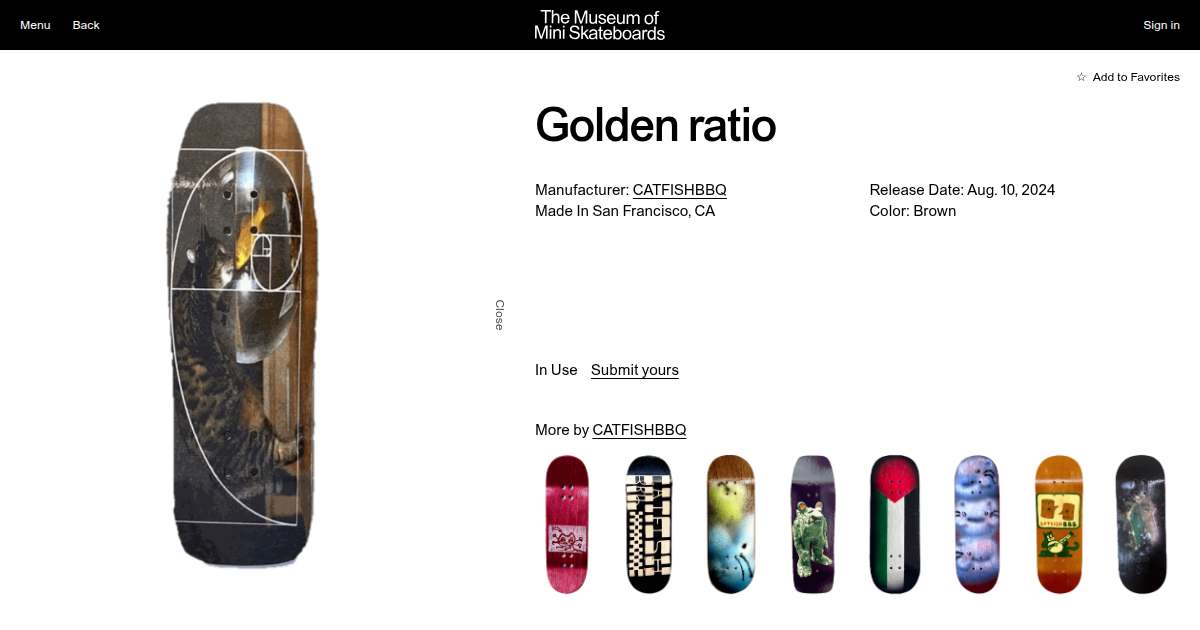 Menu
Back
The Museum of
Mini Skateboards
Sign in
☆ Add to Favorites
Golden ratio
Manufacturer: CATFISHBBQ
Made In San Francisco, CA
Release Date: Aug. 10, 2024
Color: Brown
Close
In Use
Submit yours
More by CATFISHBBQ